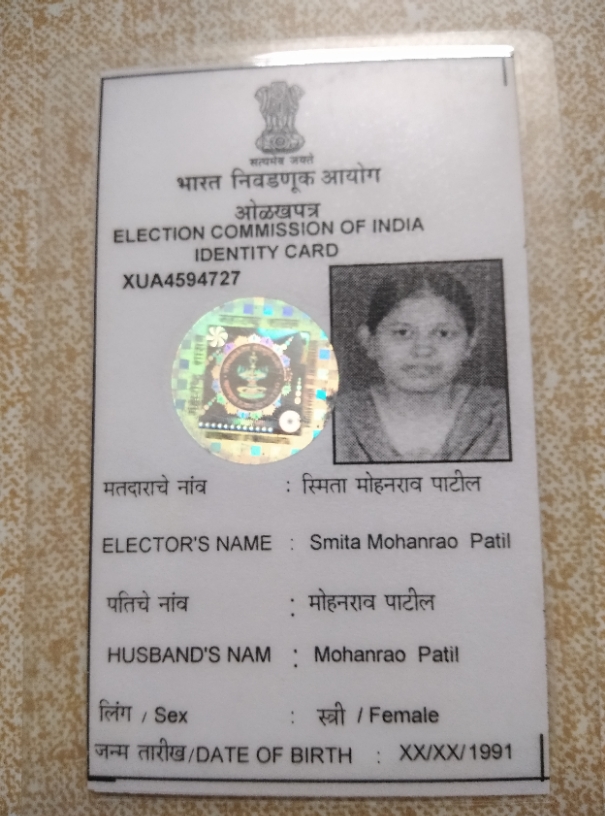 सत्यमेव जयते
भारत निवडणूक आयोग
ओळखपत्र
ELECTION COMMISSION OF INDIA
IDENTITY CARD
XUA4594727
मतदाराचे नांव : स्मिता मोहनराव पाटील
ELECTOR'S NAME : Smita Mohanrao Patil
पतिचे नांव : मोहनराव पाटील
HUSBAND'S NAM : Mohanrao Patil
लिंग / Sex : स्त्री / Female
जन्म तारीख/DATE OF BIRTH : XX/XX/1991